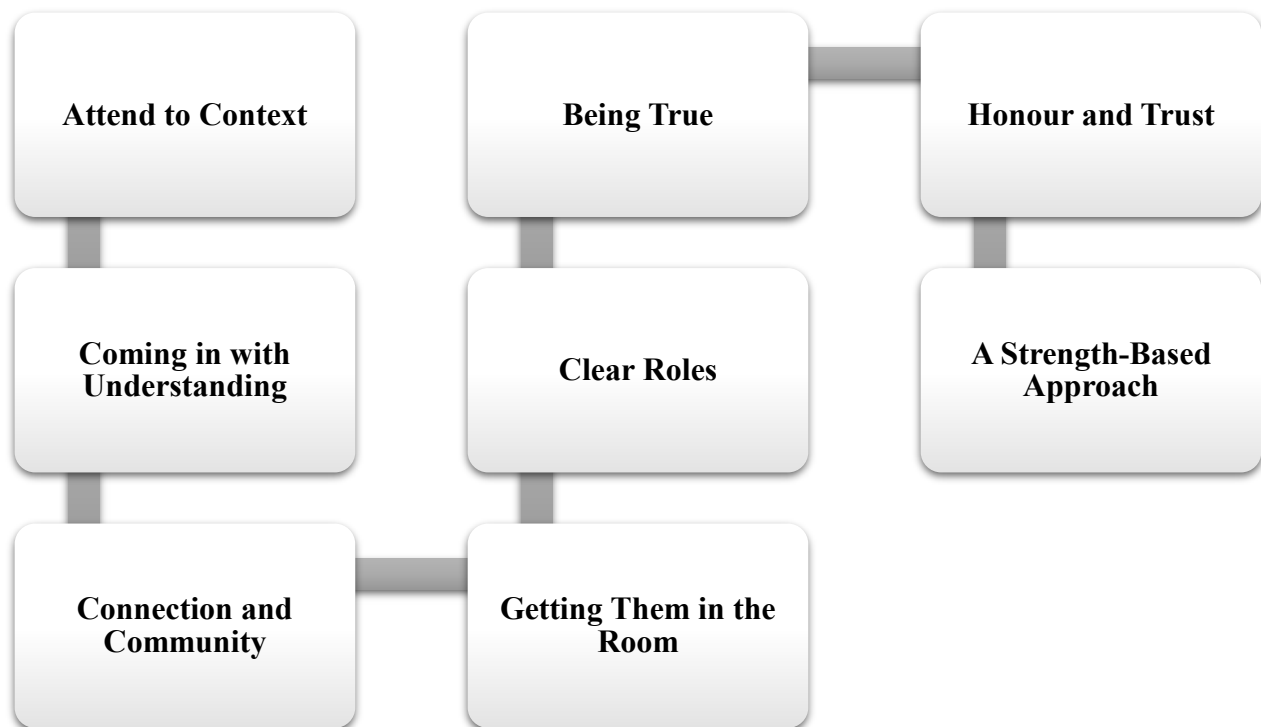 Attend to Context
Coming in with
Understanding
Connection and
Community
Getting Them in the
Room
Clear Roles
Being True
Honour and Trust
A Strength-Based
Approach